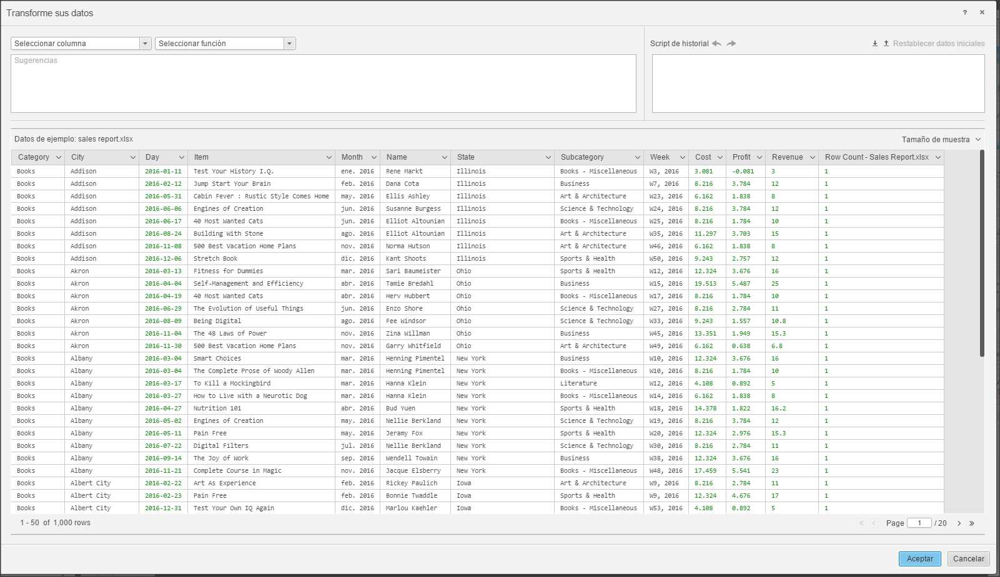 Transforme sus datos
? ×
Seleccionar columna Seleccionar función
Script de historial Restablecer datos iniciales
Sugerencias
Datos de ejemplo: sales report.xlsx Tamaño de muestra
Category City Day Item Month Name State Subcategory Week Cost Profit Revenue Row Count - Sales Report.xlsx
Books Addison 2016-01-11 Test Your History I.Q. ene. 2016 Rene Markt Illinois Books - Miscellaneous W3, 2016 3.081 -0.081 3 1
Books Addison 2016-02-12 Jump Start Your Brain feb. 2016 Dana Cota Illinois Business W7, 2016 8.216 3.784 12 1
Books Addison 2016-05-31 Cabin Fever : Rustic Style Comes Home may. 2016 Ellis Ashley Illinois Art & Architecture W23, 2016 6.162 1.838 8 1
Books Addison 2016-06-06 Engines of Creation jun. 2016 Susanne Burgess Illinois Science & Technology W24, 2016 8.216 3.784 12 1
Books Addison 2016-06-17 40 Most Wanted Cats jun. 2016 Elliot Altounian Illinois Books - Miscellaneous W25, 2016 8.216 1.784 10 1
Books Addison 2016-08-24 Building With Stone ago. 2016 Elliot Altounian Illinois Art & Architecture W35, 2016 11.297 3.703 15 1
Books Addison 2016-11-08 500 Best Vacation Home Plans nov. 2016 Norma Hutson Illinois Art & Architecture W46, 2016 6.162 1.838 8 1
Books Addison 2016-12-06 Stretch Book dic. 2016 Kant Shoots Illinois Sports & Health W50, 2016 9.243 2.757 12 1
Books Akron 2016-03-13 Fitness for Dummies mar. 2016 Sari Baumeister Ohio Sports & Health W12, 2016 12.324 3.676 16 1
Books Akron 2016-04-04 Self-Management and Efficiency abr. 2016 Tamie Bredahl Ohio Business W15, 2016 19.513 5.487 25 1
Books Akron 2016-04-19 40 Most Wanted Cats abr. 2016 Herv Hubbert Ohio Books - Miscellaneous W17, 2016 8.216 1.784 10 1
Books Akron 2016-06-29 The Evolution of Useful Things jun. 2016 Enzo Shore Ohio Science & Technology W27, 2016 8.216 2.784 11 1
Books Akron 2016-08-09 Being Digital ago. 2016 Fee Windsor Ohio Science & Technology W33, 2016 9.243 1.557 10.8 1
Books Akron 2016-11-04 The 48 Laws of Power nov. 2016 Zina Willman Ohio Business W45, 2016 13.351 1.949 15.3 1
Books Akron 2016-11-30 500 Best Vacation Home Plans nov. 2016 Garry Whitfield Ohio Art & Architecture W49, 2016 6.162 0.638 6.8 1
Books Albany 2016-03-04 Smart Choices mar. 2016 Henning Pimentel New York Business W10, 2016 12.324 3.676 16 1
Books Albany 2016-03-04 The Complete Prose of Woody Allen mar. 2016 Henning Pimentel New York Books - Miscellaneous W10, 2016 8.216 1.784 10 1
Books Albany 2016-03-17 To Kill a Mockingbird mar. 2016 Hanna Klein New York Literature W12, 2016 4.108 0.892 5 1
Books Albany 2016-03-27 How to Live with a Neurotic Dog mar. 2016 Hanna Klein New York Books - Miscellaneous W14, 2016 6.162 1.838 8 1
Books Albany 2016-04-27 Nutrition 101 abr. 2016 Bud Yuen New York Sports & Health W18, 2016 14.378 1.822 16.2 1
Books Albany 2016-05-02 Engines of Creation may. 2016 Nellie Berkland New York Science & Technology W19, 2016 8.216 3.784 12 1
Books Albany 2016-05-11 Pain Free may. 2016 Jeramy Fox New York Sports & Health W20, 2016 12.324 2.976 15.3 1
Books Albany 2016-07-22 Digital Filters jul. 2016 Nellie Berkland New York Science & Technology W30, 2016 8.216 2.784 11 1
Books Albany 2016-09-14 The Joy of Work sep. 2016 Wendell Towain New York Business W38, 2016 12.324 3.676 16 1
Books Albany 2016-11-21 Complete Course in Magic nov. 2016 Jacque Elsberry New York Books - Miscellaneous W48, 2016 17.459 5.541 23 1
Books Albert City 2016-02-22 Art As Experience feb. 2016 Rickey Paulich Iowa Art & Architecture W9, 2016 8.216 2.784 11 1
Books Albert City 2016-02-23 Pain Free feb. 2016 Bonnie Twaddle Iowa Sports & Health W9, 2016 12.324 4.676 17 1
Books Albert City 2016-12-31 Test Your Own IQ Again dic. 2016 Marlou Kaehler Iowa Books - Miscellaneous W53, 2016 4.108 0.892 5 1
1 - 50 of 1,000 rows « ‹ Page 1 / 20 › »
Aceptar Cancelar